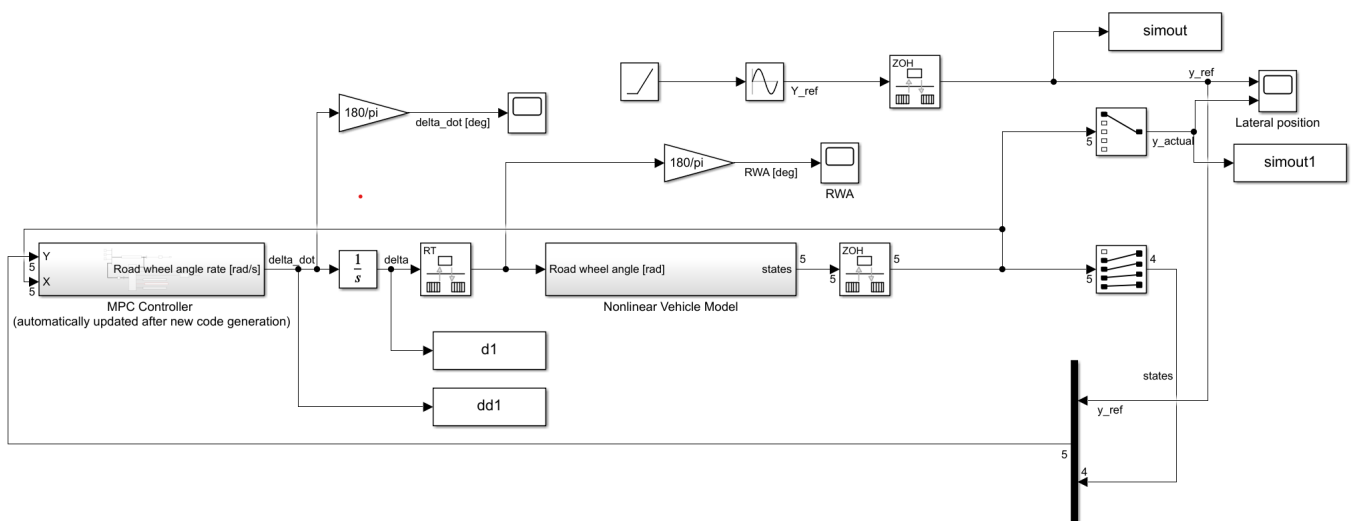 simout
ZOH
Y_ref
y_ref
Lateral position
180/pi
delta_dot [deg]
5
y_actual
simout1
180/pi
RWA [deg]
RWA
Y
5
X
5
Road wheel angle rate [rad/s]
delta_dot
1
s
delta
RT
Road wheel angle [rad]
states
5
5
ZOH
5
5
4
MPC Controller
(automatically updated after new code generation)
Nonlinear Vehicle Model
d1
dd1
states
y_ref
5
4